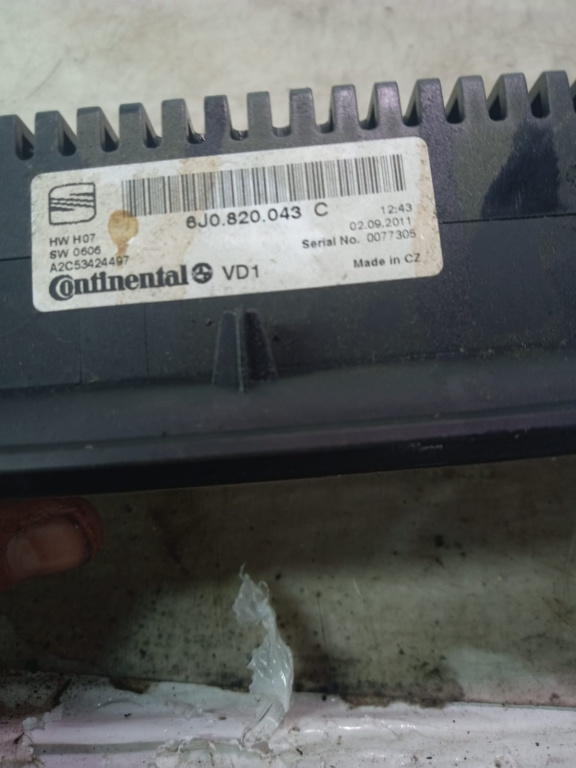 6J0.820.043 C
HW H07
SW 0606
A2C53424497
12:43
02.09.2011
Serial No. 0077305
Continental VD1
Made in CZ